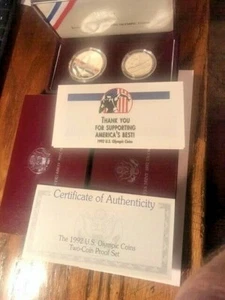 THANK YOU
FOR SUPPORTING
AMERICA'S BEST!
1992 U.S. Olympic Coins
Certificate of Authenticity
The 1992 U.S. Olympic Coins
Two-Coin Proof Set